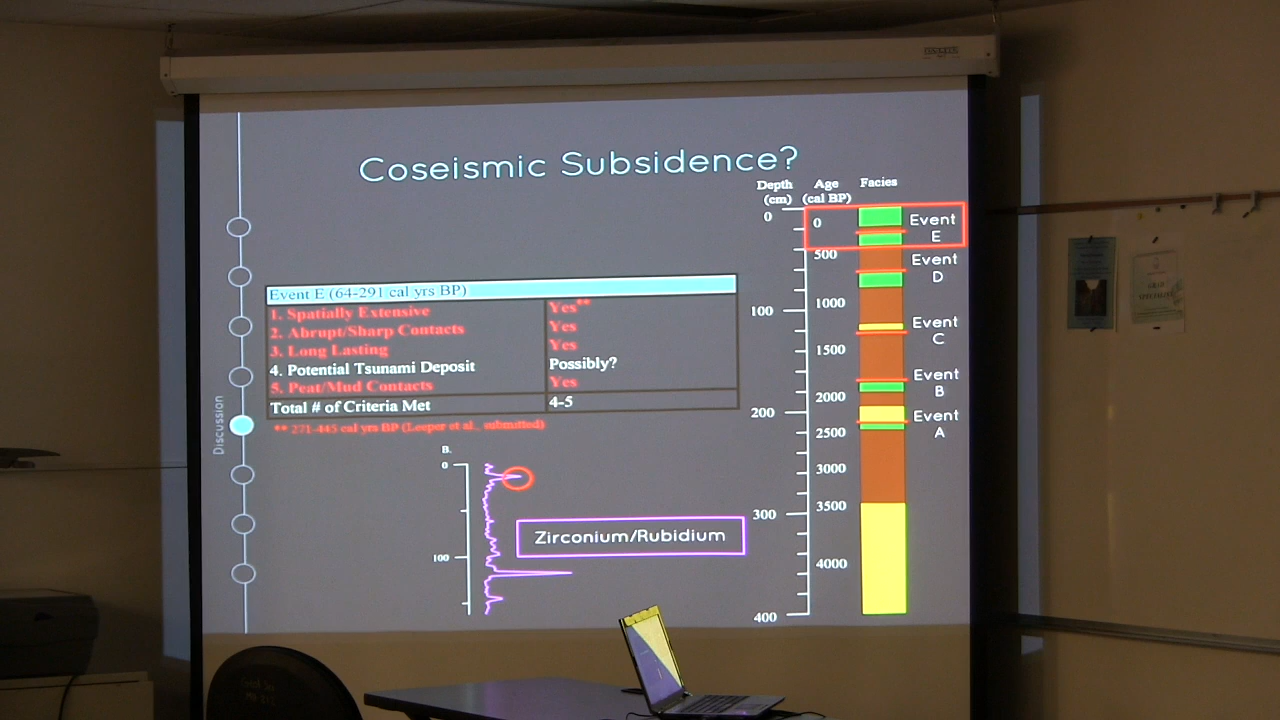 Coseismic Subsidence?
Depth (cm)
Age (cal BP)
Facies
0
100
200
300
400
0
500
1000
1500
2000
2500
3000
3500
4000
Event E
Event D
Event C
Event B
Event A
Event E (64-291 cal yrs BP)
1. Spatially Extensive Yes**
2. Abrupt/Sharp Contacts Yes
3. Long Lasting Yes
4. Potential Tsunami Deposit Possibly?
5. Peat/Mud Contacts Yes
Total # of Criteria Met 4-5
** 271-445 cal yrs BP (Leeper et al., submitted)
Discussion
B.
0
100
Zirconium/Rubidium